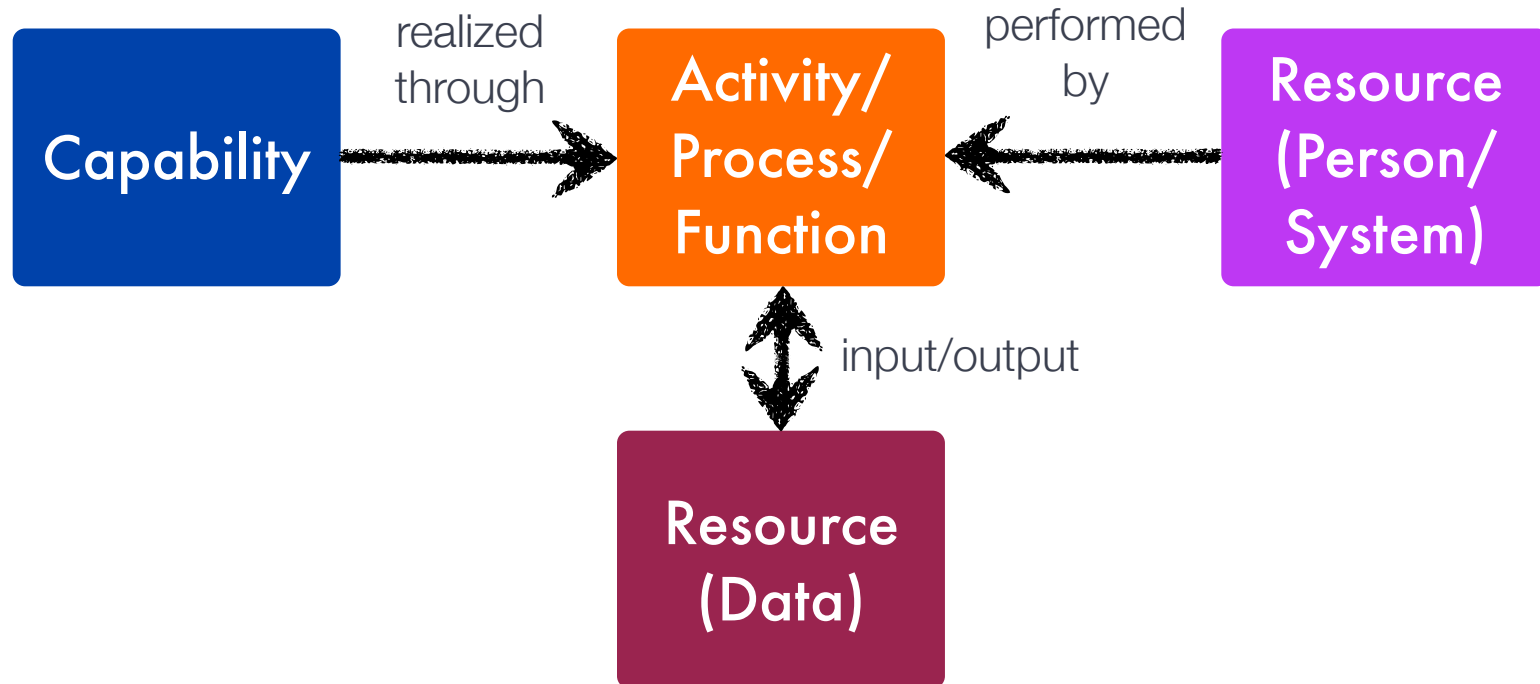 Capability
realized
through
Activity/
Process/
Function
performed
by
Resource
(Person/
System)
input/output
Resource
(Data)